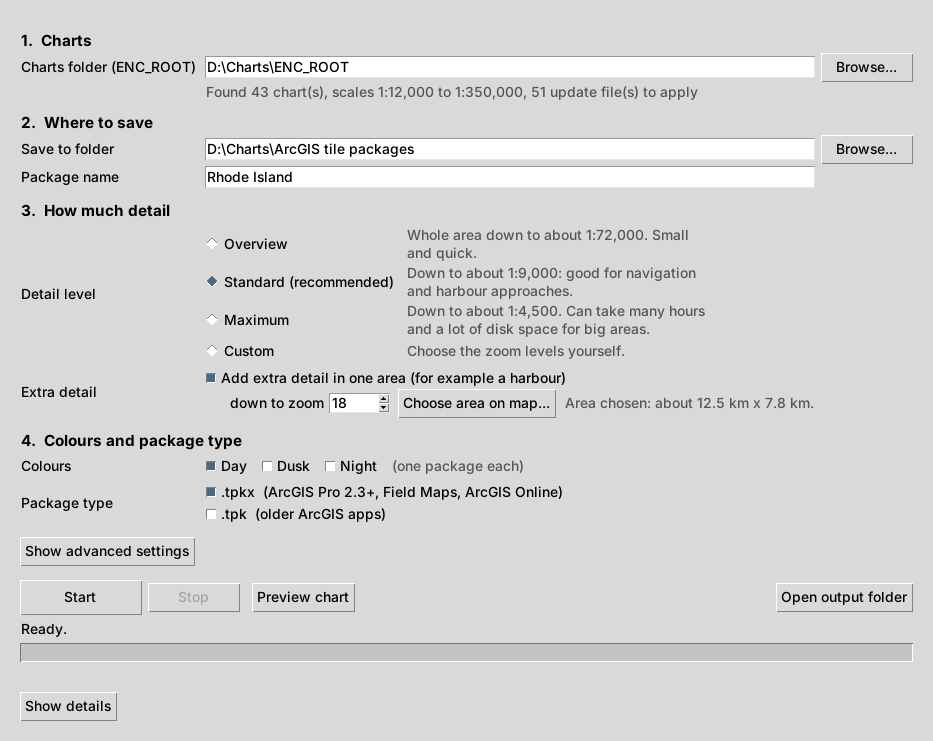 1.  Charts
Charts folder (ENC_ROOT) D:\Charts\ENC_ROOT Browse...
Found 43 chart(s), scales 1:12,000 to 1:350,000, 51 update file(s) to apply
2.  Where to save
Save to folder D:\Charts\ArcGIS tile packages Browse...
Package name Rhode Island
3.  How much detail
Detail level
Overview
Whole area down to about 1:72,000. Small
and quick.
Standard (recommended)
Down to about 1:9,000: good for navigation
and harbour approaches.
Maximum
Down to about 1:4,500. Can take many hours
and a lot of disk space for big areas.
Custom
Choose the zoom levels yourself.
Extra detail
Add extra detail in one area (for example a harbour)
down to zoom 18 Choose area on map... Area chosen: about 12.5 km x 7.8 km.
4.  Colours and package type
Colours Day Dusk Night (one package each)
Package type
.tpkx  (ArcGIS Pro 2.3+, Field Maps, ArcGIS Online)
.tpk  (older ArcGIS apps)
Show advanced settings
Start Stop Preview chart Open output folder
Ready.
Show details